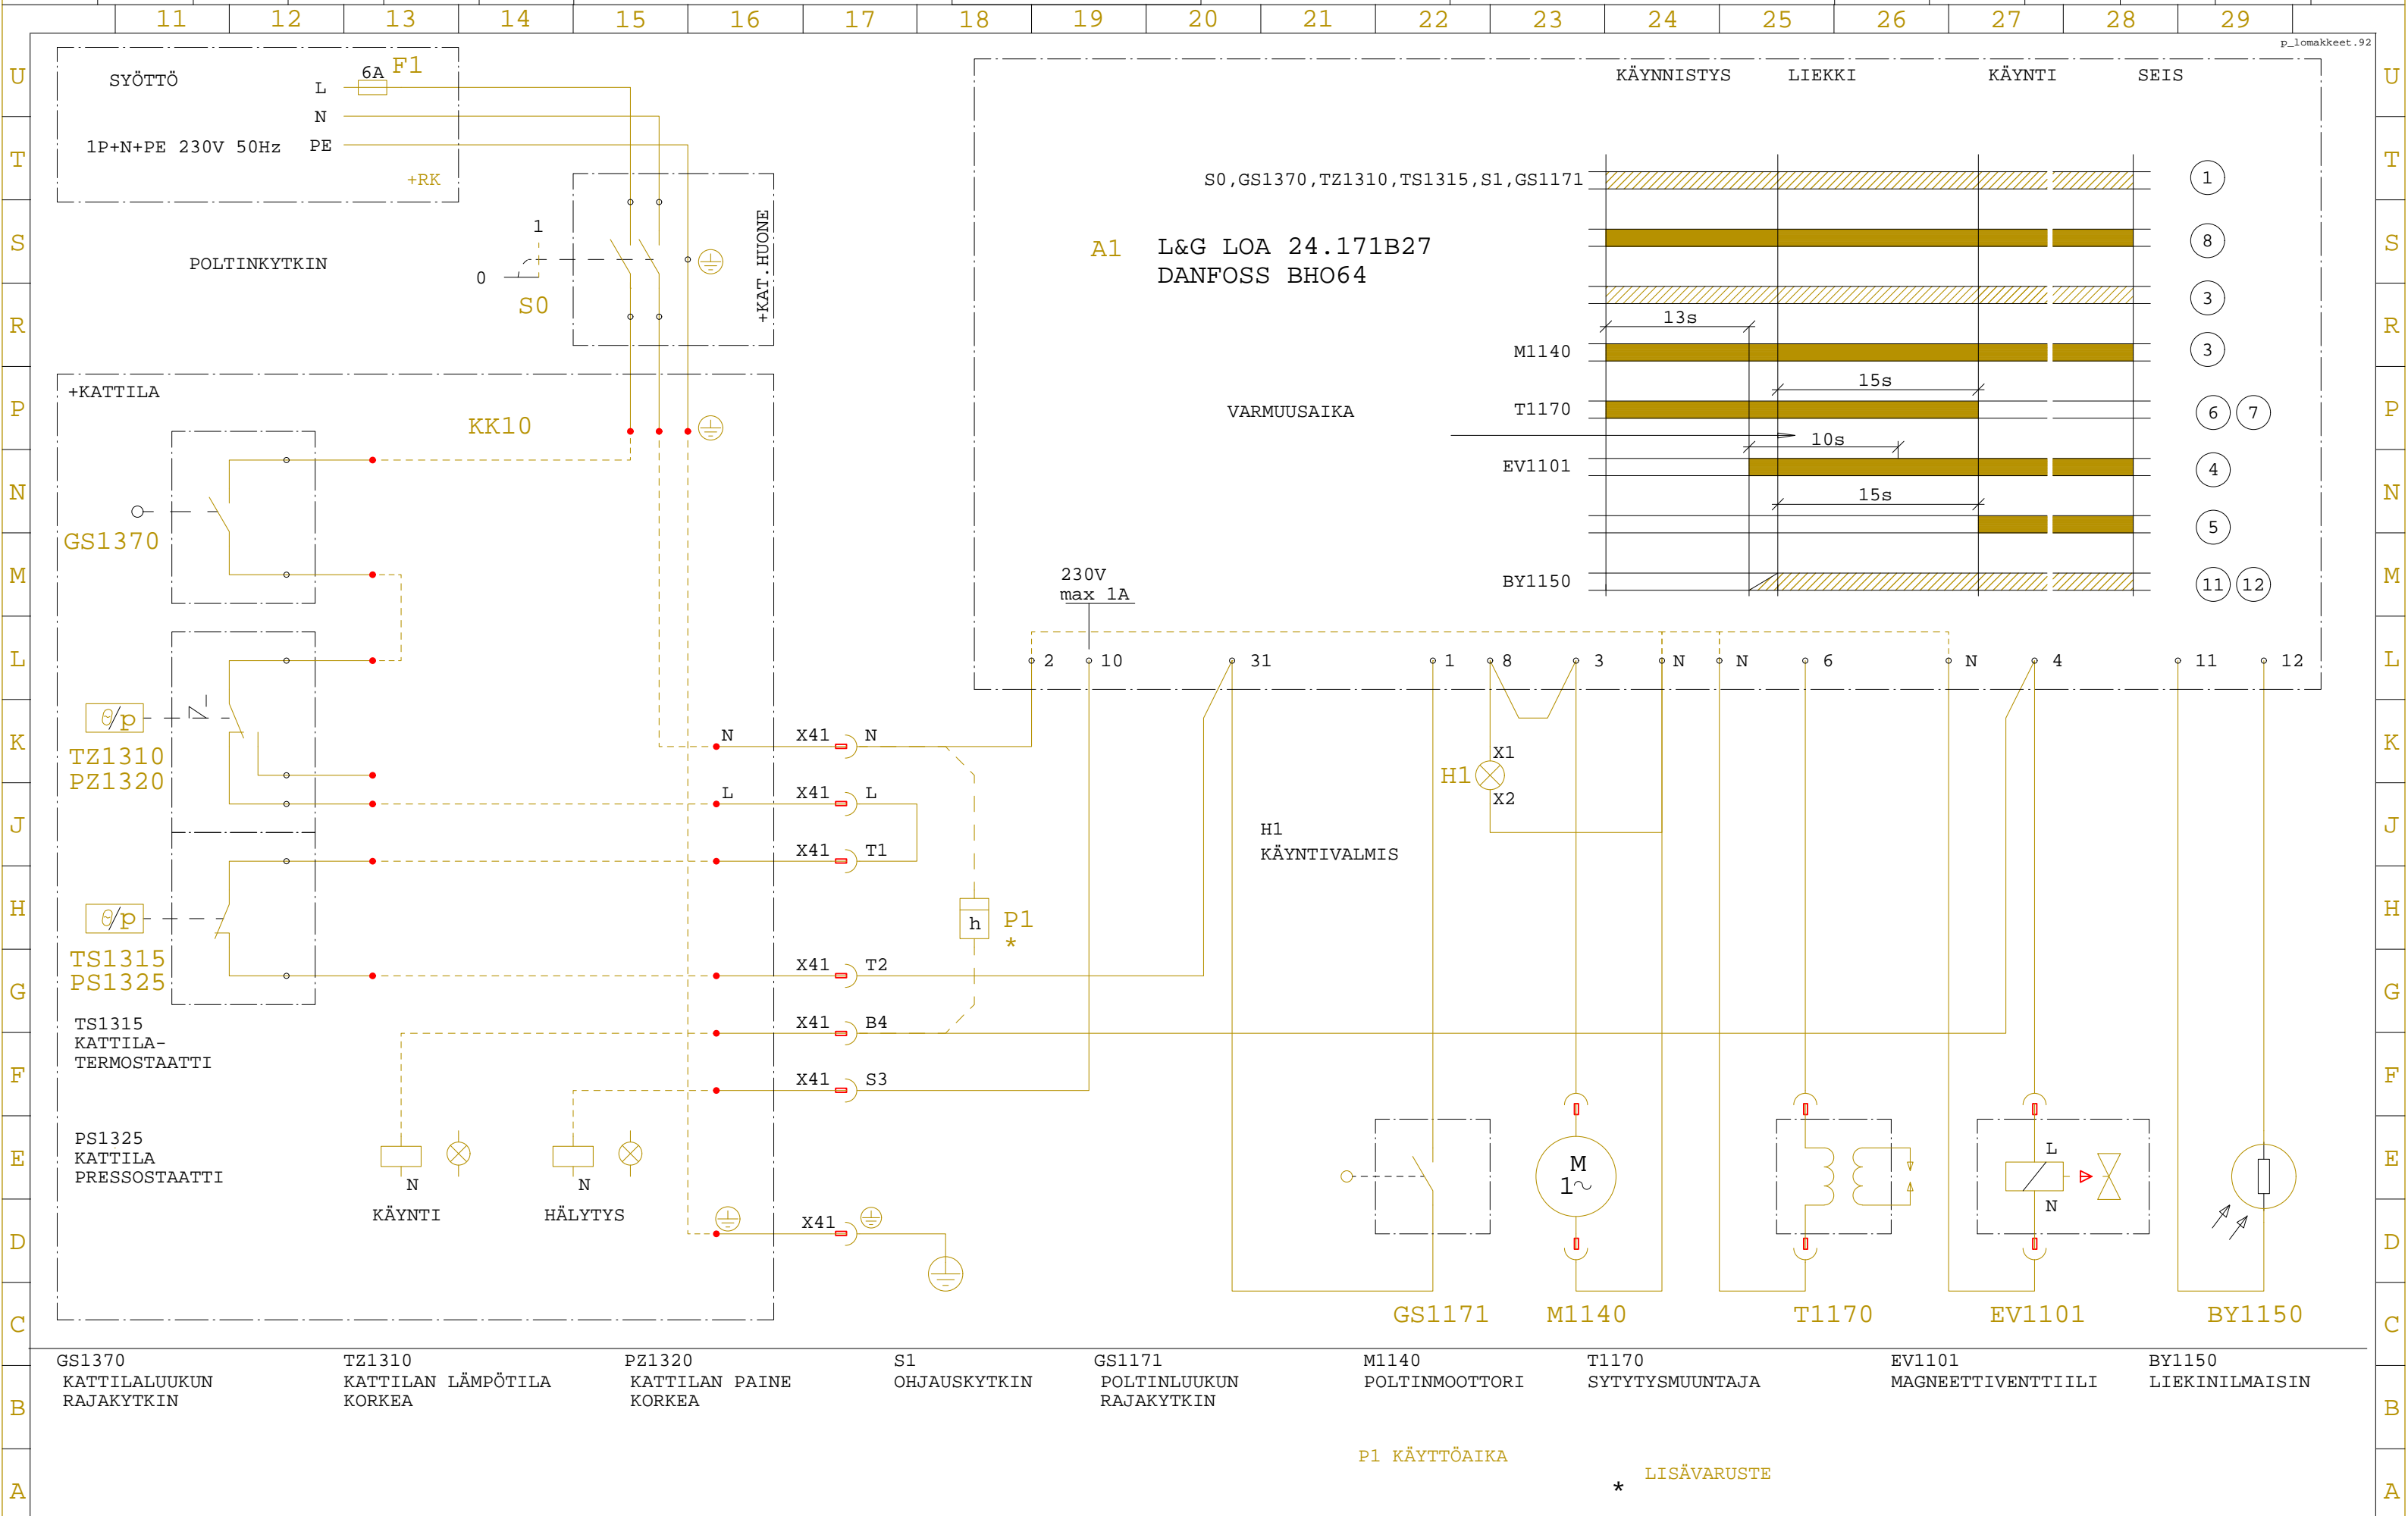 11 12 13 14 15 16 17 18 19 20 21 22 23 24 25 26 27 28 29
p_lomakkeet.92
U
T
S
R
P
N
M
L
K
J
H
G
F
E
D
C
B
A
U
T
S
R
P
N
M
L
K
J
H
G
F
E
D
C
B
A
SYÖTTÖ
6A F1
L
N
1P+N+PE 230V 50Hz PE
+RK
POLTINKYTKIN
1
0
S0
+KAT.HUONE
+KATTILA
KK10
GS1370
θ/p
TZ1310
PZ1320
θ/p
TS1315
PS1325
TS1315
KATTILA-
TERMOSTAATTI
PS1325
KATTILA
PRESSOSTAATTI
N
KÄYNTI
N
HÄLYTYS
N X41 N
L X41 L
X41 T1
X41 T2
X41 B4
X41 S3
X41
h P1
*
KÄYNNISTYS LIEKKI KÄYNTI SEIS
S0,GS1370,TZ1310,TS1315,S1,GS1171 1
A1 L&G LOA 24.171B27
DANFOSS BHO64
8
3
13s
M1140 3
15s
VARMUUSAIKA
T1170 6 7
10s
EV1101 4
15s
5
BY1150 11 12
230V
max 1A
2 10 31 1 8 3 N N 6 N 4 11 12
X1
H1
X2
H1
KÄYNTIVALMIS
M
1~
L
N
GS1171 M1140 T1170 EV1101 BY1150
GS1370
KATTILALUUKUN
RAJAKYTKIN
TZ1310
KATTILAN LÄMPÖTILA
KORKEA
PZ1320
KATTILAN PAINE
KORKEA
S1
OHJAUSKYTKIN
GS1171
POLTINLUUKUN
RAJAKYTKIN
M1140
POLTINMOOTTORI
T1170
SYTYTYSMUUNTAJA
EV1101
MAGNEETTIVENTTIILI
BY1150
LIEKINILMAISIN
P1 KÄYTTÖAIKA
* LISÄVARUSTE